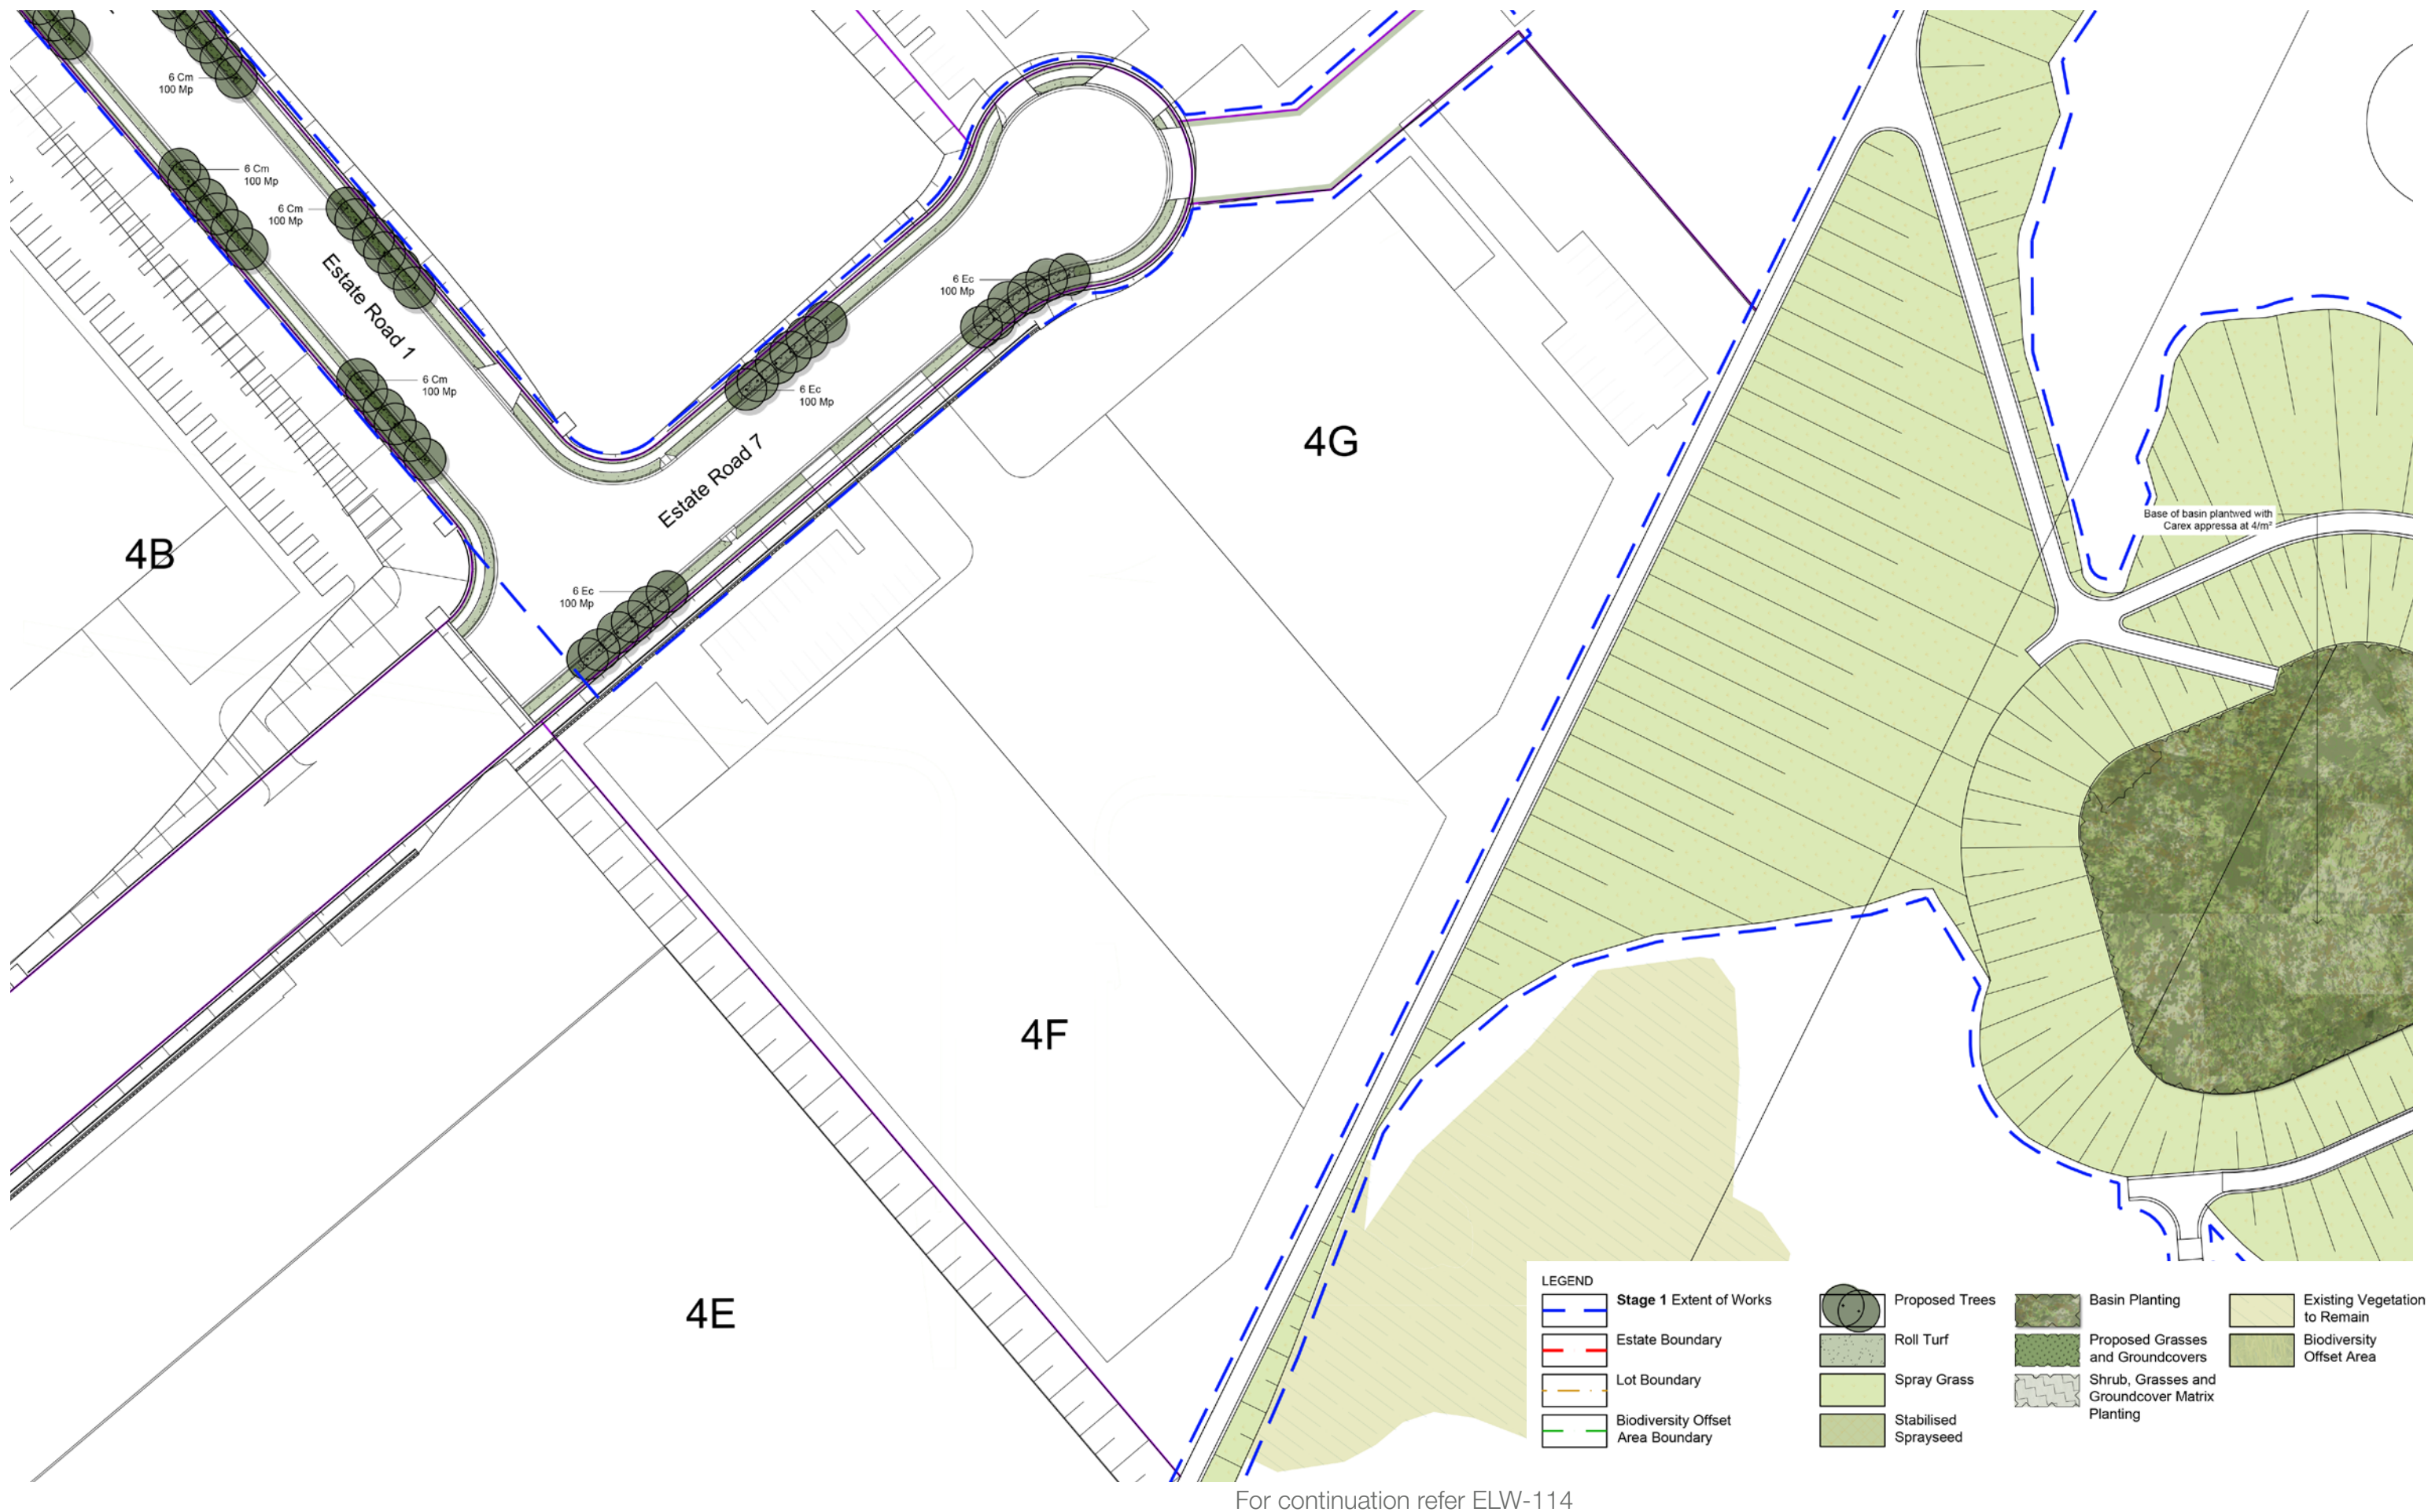 6 Cm
100 Mp
6 Cm
100 Mp
6 Cm
100 Mp
Estate Road 1
6 Cm
100 Mp
6 Ec
100 Mp
6 Ec
100 Mp
Estate Road 7
6 Ec
100 Mp
4B
4G
4F
4E
Base of basin plantwed with
Carex appressa at 4/m²
LEGEND
Stage 1 Extent of Works
Estate Boundary
Lot Boundary
Biodiversity Offset
Area Boundary
Proposed Trees
Roll Turf
Spray Grass
Stabilised
Sprayseed
Basin Planting
Proposed Grasses
and Groundcovers
Shrub, Grasses and
Groundcover Matrix
Planting
Existing Vegetation
to Remain
Biodiversity
Offset Area
For continuation refer ELW-114